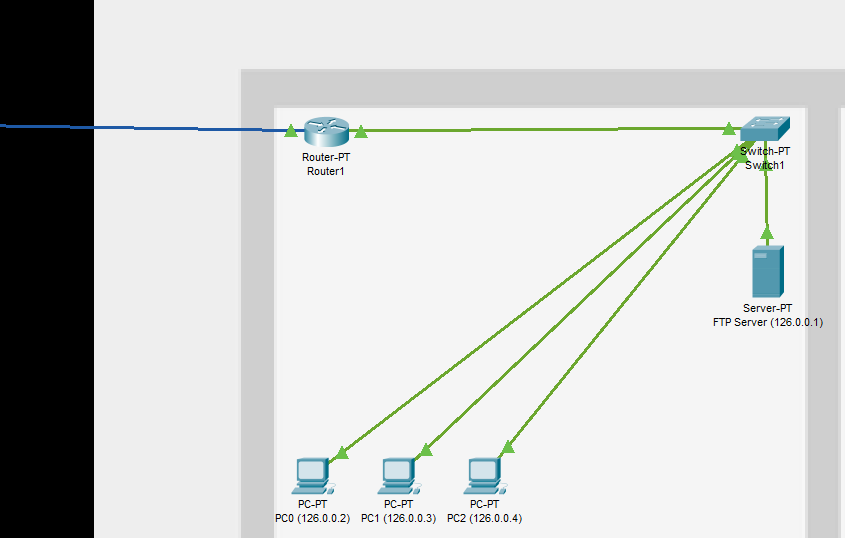 Router-PT
Router1
Switch-PT
Switch1
Server-PT
FTP Server (126.0.0.1)
PC-PT
PC0 (126.0.0.2)
PC-PT
PC1 (126.0.0.3)
PC-PT
PC2 (126.0.0.4)